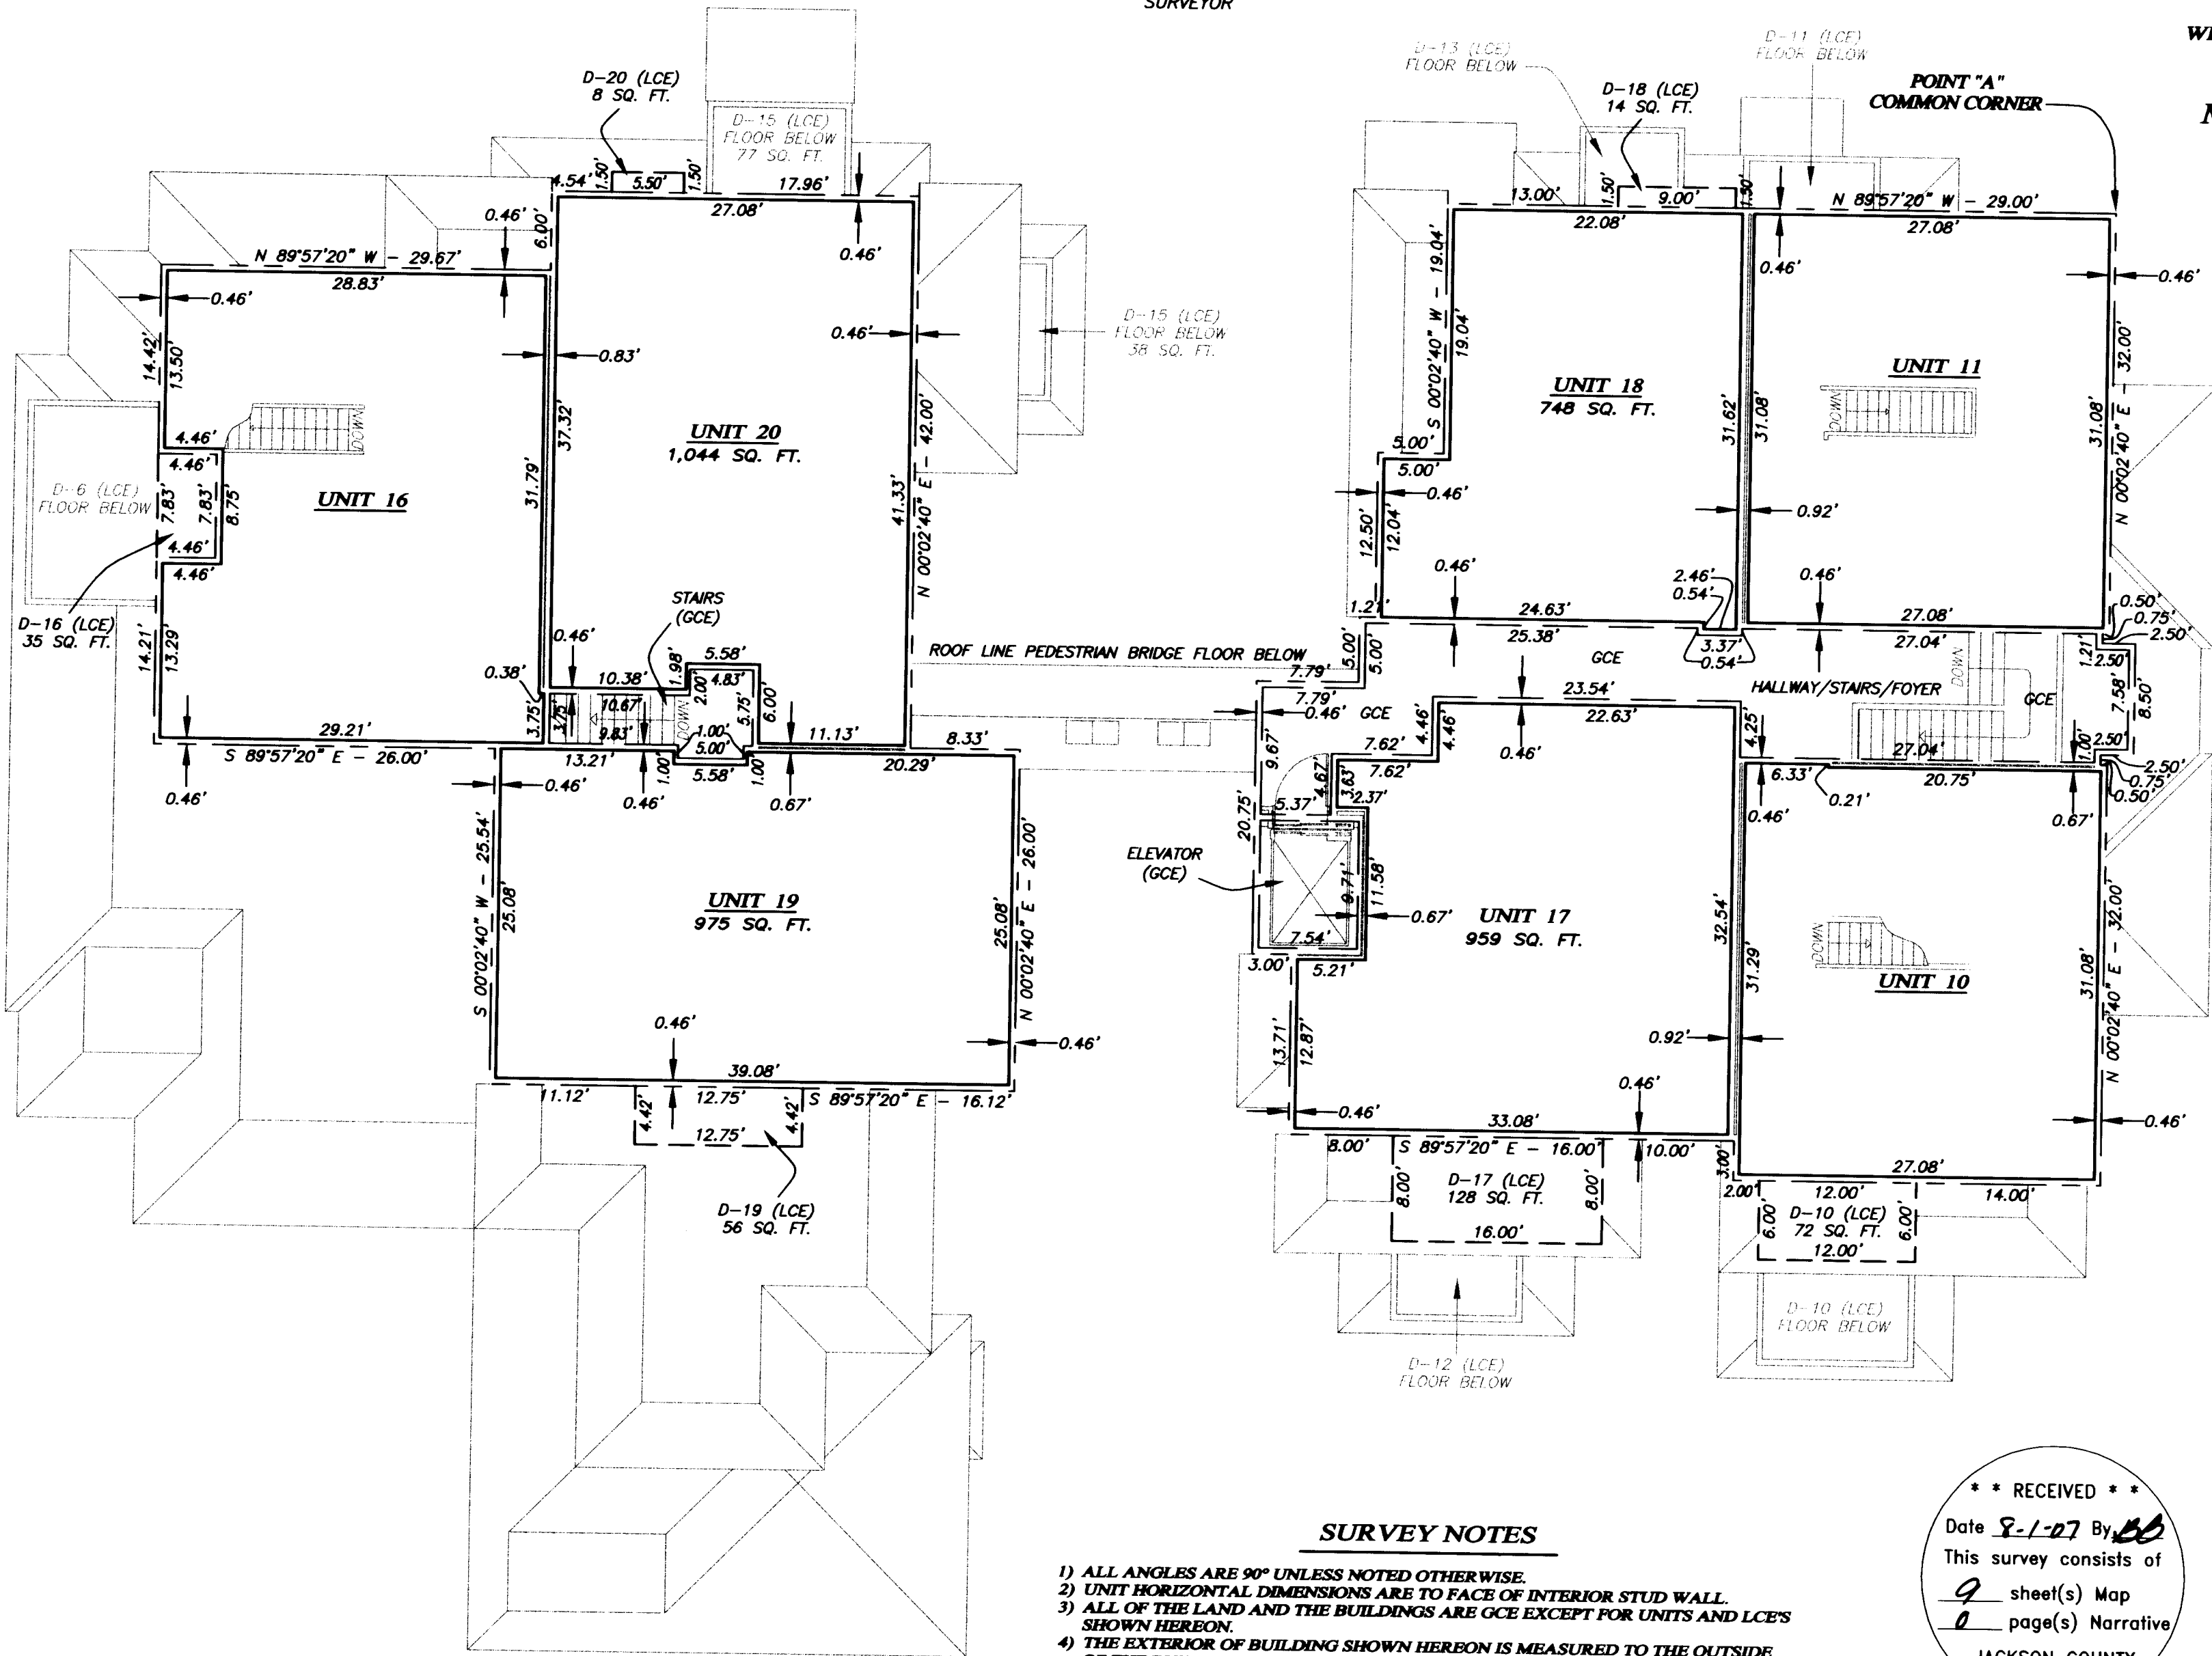 SURVEYOR
WI
POINT "A"
COMMON CORNER
N
D-20 (LCE)
8 SQ. FT.
D-15 (LCE)
FLOOR BELOW
77 SQ. FT.
D-13 (LCE)
FLOOR BELOW
D-18 (LCE)
14 SQ. FT.
D-11 (LCE)
FLOOR BELOW
4.54'
1.50'
5.50'
1.50'
17.96'
27.08'
0.46'
6.00'
0.46'
N 89°57'20" W - 29.67'
28.83'
0.46'
14.42'
13.50'
0.83'
37.32'
31.79'
0.46'
N 00°02'40" E - 42.00'
41.33'
UNIT 20
1,044 SQ. FT.
D-15 (LCE)
FLOOR BELOW
38 SQ. FT.
4.46'
4.46'
DOWN
D-6 (LCE)
FLOOR BELOW
7.83'
7.83'
8.75'
UNIT 16
4.46'
4.46'
D-16 (LCE)
35 SQ. FT.
14.21'
13.29'
STAIRS
(GCE)
0.46'
0.38'
10.38'
1.98'
5.58'
4.83'
2.00'
5.75'
6.00'
3.75'
3.75'
10.67'
DOWN
9.83'
1.00'
5.00'
11.13'
8.33'
29.21'
S 89°57'20" E - 26.00'
0.46'
13.21'
1.00'
5.58'
1.00'
20.29'
0.46'
0.46'
0.67'
S 00°02'40" W - 25.54'
25.08'
UNIT 19
975 SQ. FT.
25.08'
N 00°02'40" E - 26.00'
0.46'
0.46'
39.08'
11.12'
12.75'
S 89°57'20" E - 16.12'
4.42'
4.42'
12.75'
D-19 (LCE)
56 SQ. FT.
ROOF LINE PEDESTRIAN BRIDGE FLOOR BELOW
13.00'
1.50'
9.00'
1.50'
22.08'
N 89°57'20" W - 29.00'
27.08'
0.46'
0.46'
S 00°02'40" W - 19.04'
19.04'
UNIT 18
748 SQ. FT.
31.62'
31.08'
UNIT 11
DOWN
31.08'
N 00°02'40" E - 32.00'
5.00'
5.00'
0.46'
12.50'
12.04'
0.92'
0.46'
2.46'
0.54'
0.46'
1.21'
24.63'
25.38'
3.37'
0.54'
27.08'
27.04'
0.50'
0.75'
2.50'
5.00'
5.00'
GCE
HALLWAY/STAIRS/FOYER
DOWN
GCE
1.21'
2.50'
7.58'
8.50'
7.79'
7.79'
0.46'
GCE
4.46'
4.46'
23.54'
22.63'
0.46'
4.25'
27.04'
1.00'
2.50'
2.50'
0.75'
0.50'
9.67'
7.62'
7.62'
4.67'
3.63'
2.37'
5.37'
6.33'
0.46'
0.21'
20.75'
0.67'
20.75'
ELEVATOR
(GCE)
9.71'
11.58'
0.67'
7.54'
3.00'
5.21'
UNIT 17
959 SQ. FT.
32.54'
31.29'
DOWN
UNIT 10
31.08'
N 00°02'40" E - 32.00'
13.71'
12.87'
0.92'
0.46'
0.46'
0.46'
33.08'
8.00'
S 89°57'20" E - 16.00'
10.00'
3.00'
27.08'
2.00'
12.00'
14.00'
8.00'
D-17 (LCE)
128 SQ. FT.
8.00'
16.00'
6.00'
D-10 (LCE)
72 SQ. FT.
6.00'
12.00'
D-10 (LCE)
FLOOR BELOW
D-12 (LCE)
FLOOR BELOW
SURVEY NOTES
1) ALL ANGLES ARE 90° UNLESS NOTED OTHERWISE.
2) UNIT HORIZONTAL DIMENSIONS ARE TO FACE OF INTERIOR STUD WALL.
3) ALL OF THE LAND AND THE BUILDINGS ARE GCE EXCEPT FOR UNITS AND LCE'S
SHOWN HEREON.
4) THE EXTERIOR OF BUILDING SHOWN HEREON IS MEASURED TO THE OUTSIDE
* * RECEIVED * *
Date 8-1-07 By BB
This survey consists of
9 sheet(s) Map
0 page(s) Narrative
JACKSON COUNTY